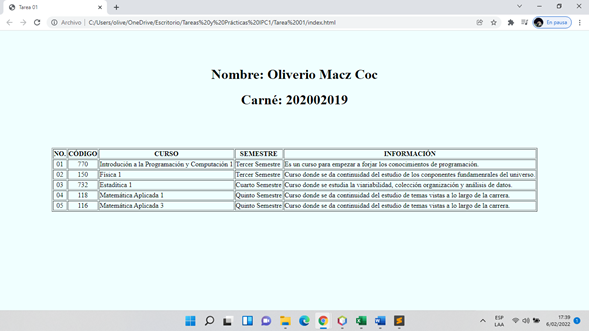 Tarea 01
Archivo | C:/Users/olive/OneDrive/Escritorio/Tareas%20y%20Prácticas%20IPC1/Tarea%2001/index.html
En pausa
Nombre: Oliverio Macz Coc
Carné: 202002019
NO. CÓDIGO CURSO SEMESTRE INFORMACIÓN
01 770 Introdución a la Programación y Computación 1 Tercer Semestre Es un curso para empezar a forjar los conocimientos de programación.
02 150 Física 1 Tercer Semestre Curso donde se da continuidad del estudio de los conponentes fundamenrales del universo.
03 732 Estadítica 1 Cuarto Semestre Curso donde se estudia la viariabilidad, colección organización y análisis de datos.
04 118 Matemática Aplicada 1 Quinto Semestre Curso donde se da continuidad del estudio de temas vistas a lo largo de la carrera.
05 116 Matemática Aplicada 3 Quinto Semestre Curso donde se da continuidad del estudio de temas vistas a lo largo de la carrera.
ESP
LAA
17:39
6/02/2022